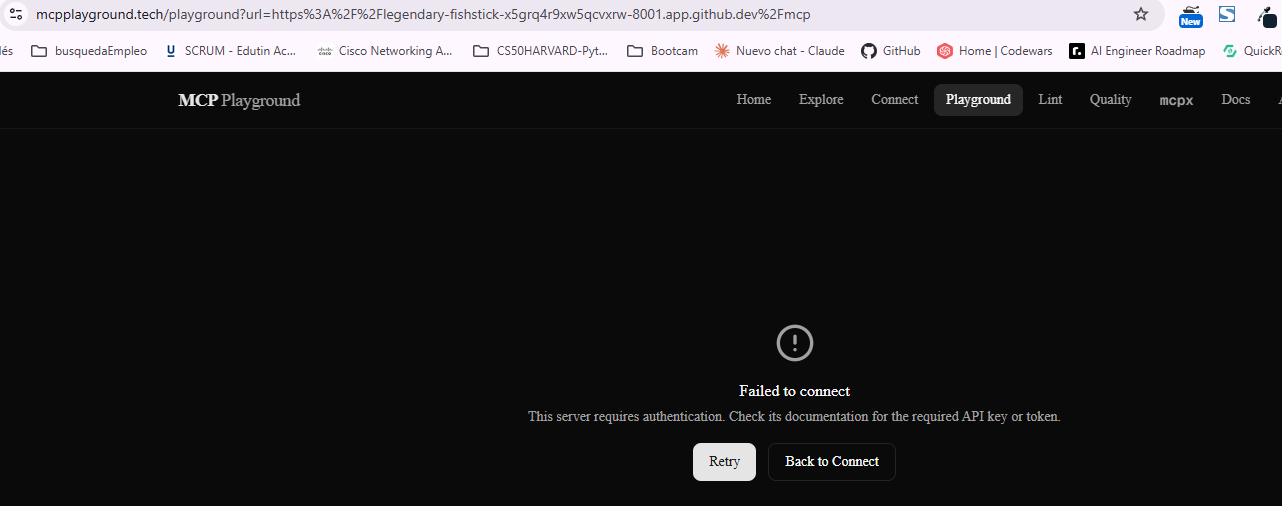 mcpplayground.tech/playground?url=https%3A%2F%2Flegendary-fishstick-x5grq4r9xw5qcvxrw-8001.app.github.dev%2Fmcp
New
lés busquedaEmpleo SCRUM - Edutin Ac... Cisco Networking A... CS50HARVARD-Pyt... Bootcam Nuevo chat - Claude GitHub Home | Codewars AI Engineer Roadmap QuickR
MCP Playground Home Explore Connect Playground Lint Quality mcpx Docs
Failed to connect
This server requires authentication. Check its documentation for the required API key or token.
Retry Back to Connect